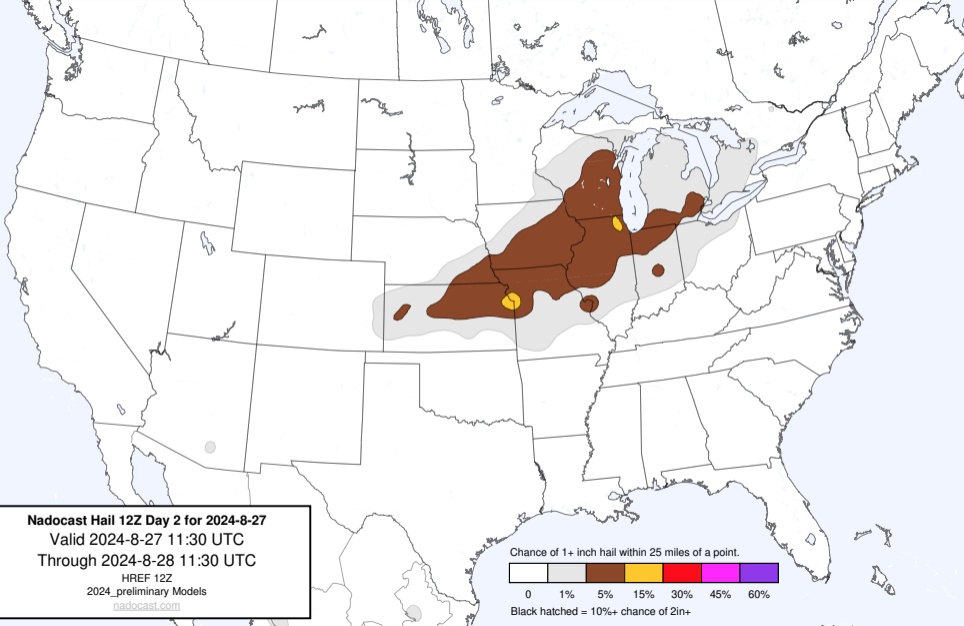 Nadocast Hail 12Z Day 2 for 2024-8-27
Valid 2024-8-27 11:30 UTC
Through 2024-8-28 11:30 UTC
HREF 12Z
2024_preliminary Models
nadocast.com
Chance of 1+ inch hail within 25 miles of a point.
0 1% 5% 15% 30% 45% 60%
Black hatched = 10%+ chance of 2in+